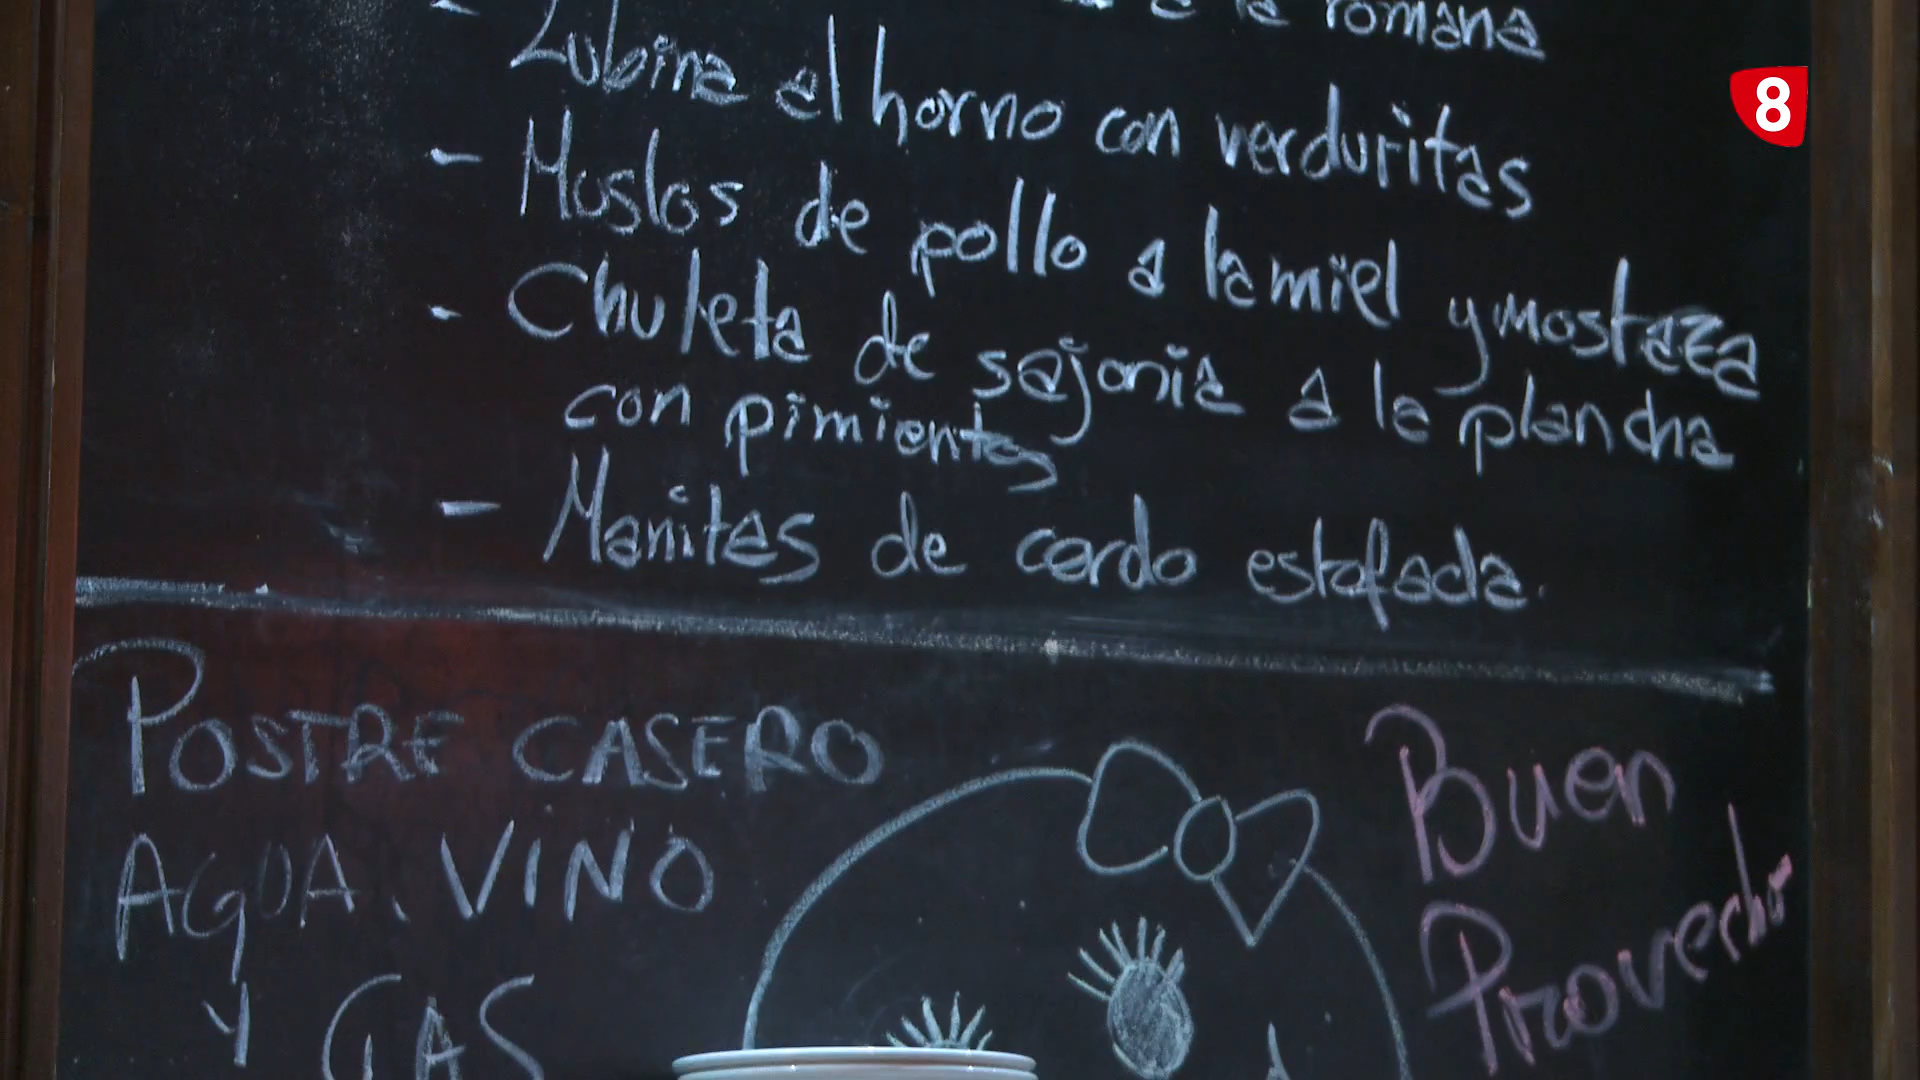 a la romana
- Lubina al horno con verduritas
- Muslos de pollo a la miel y mostaza
- Chuleta de sajonia a la plancha
con pimientos
- Manitas de cerdo estofada.
POSTRE CASERO
AGUA, VINO
Y GAS
Buen
Provecho
8